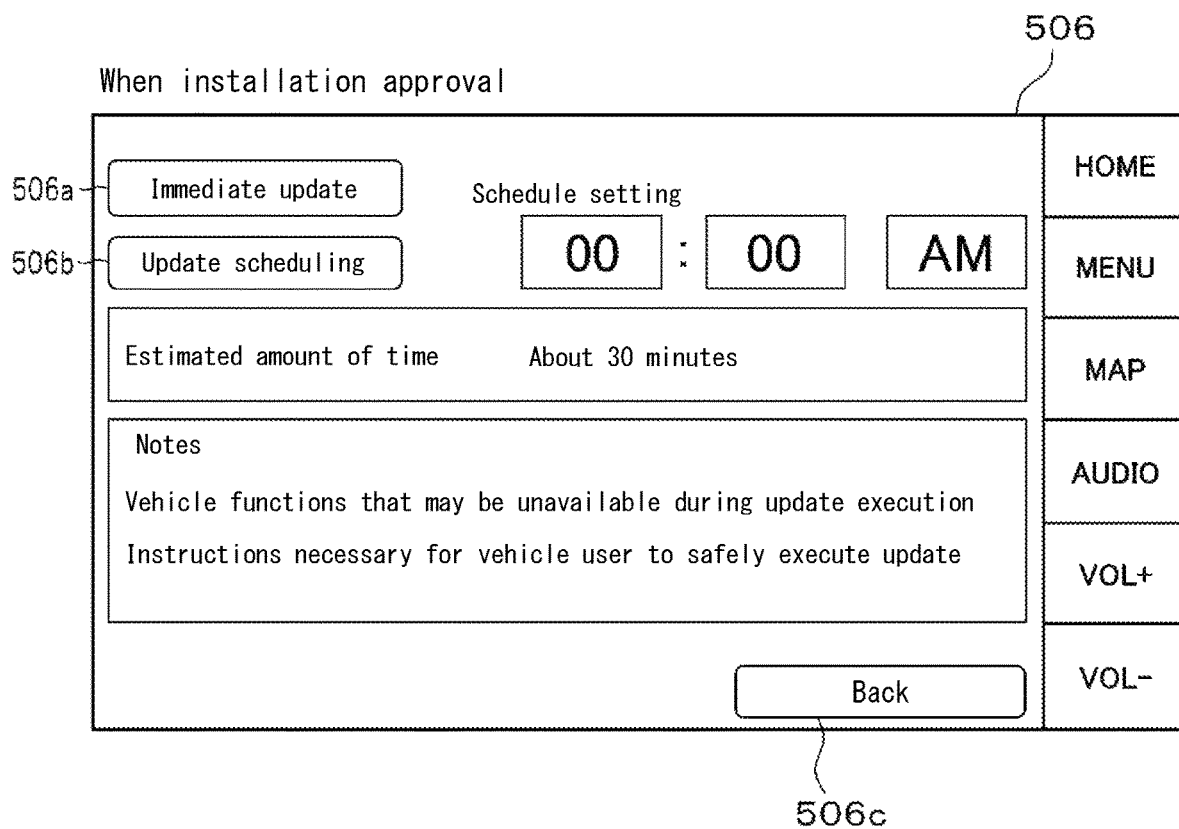 506
When installation approval
506a
Immediate update
Schedule setting
506b
Update scheduling
00 : 00 AM
Estimated amount of time About 30 minutes
Notes
Vehicle functions that may be unavailable during update execution
Instructions necessary for vehicle user to safely execute update
Back
506c
HOME
MENU
MAP
AUDIO
VOL+
VOL-